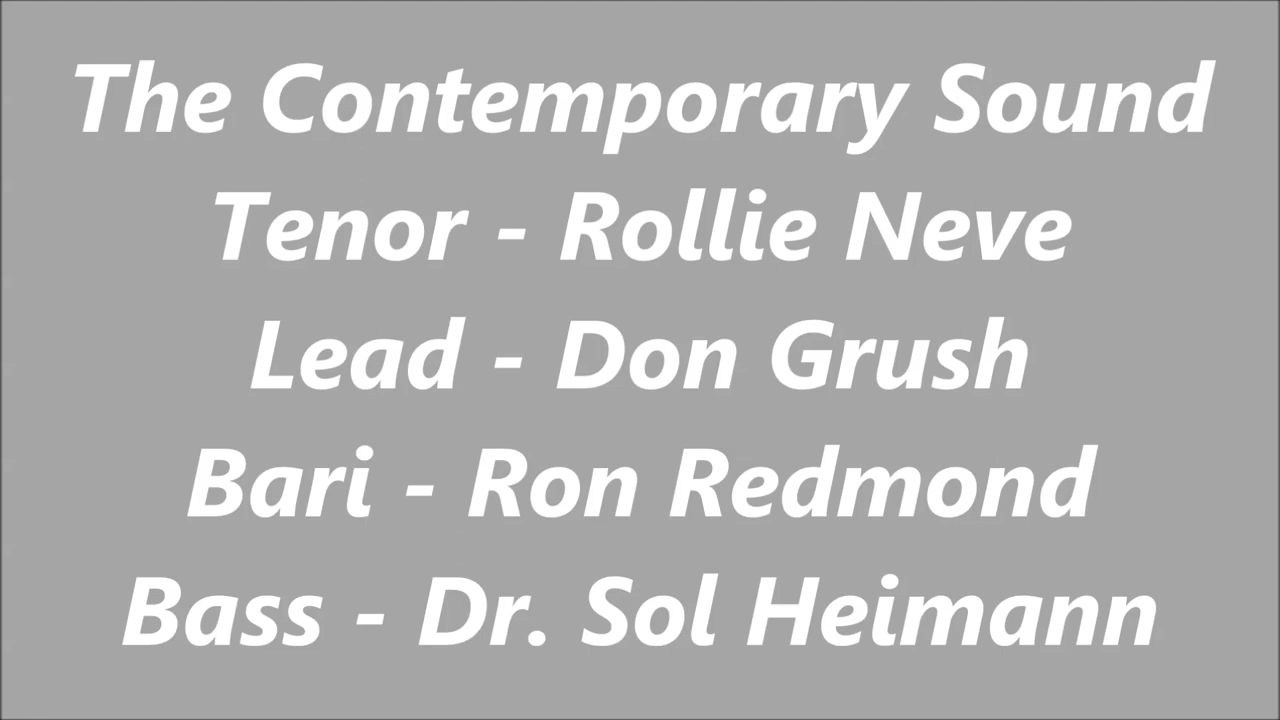 The Contemporary Sound
Tenor - Rollie Neve
Lead - Don Grush
Bari - Ron Redmond
Bass - Dr. Sol Heimann